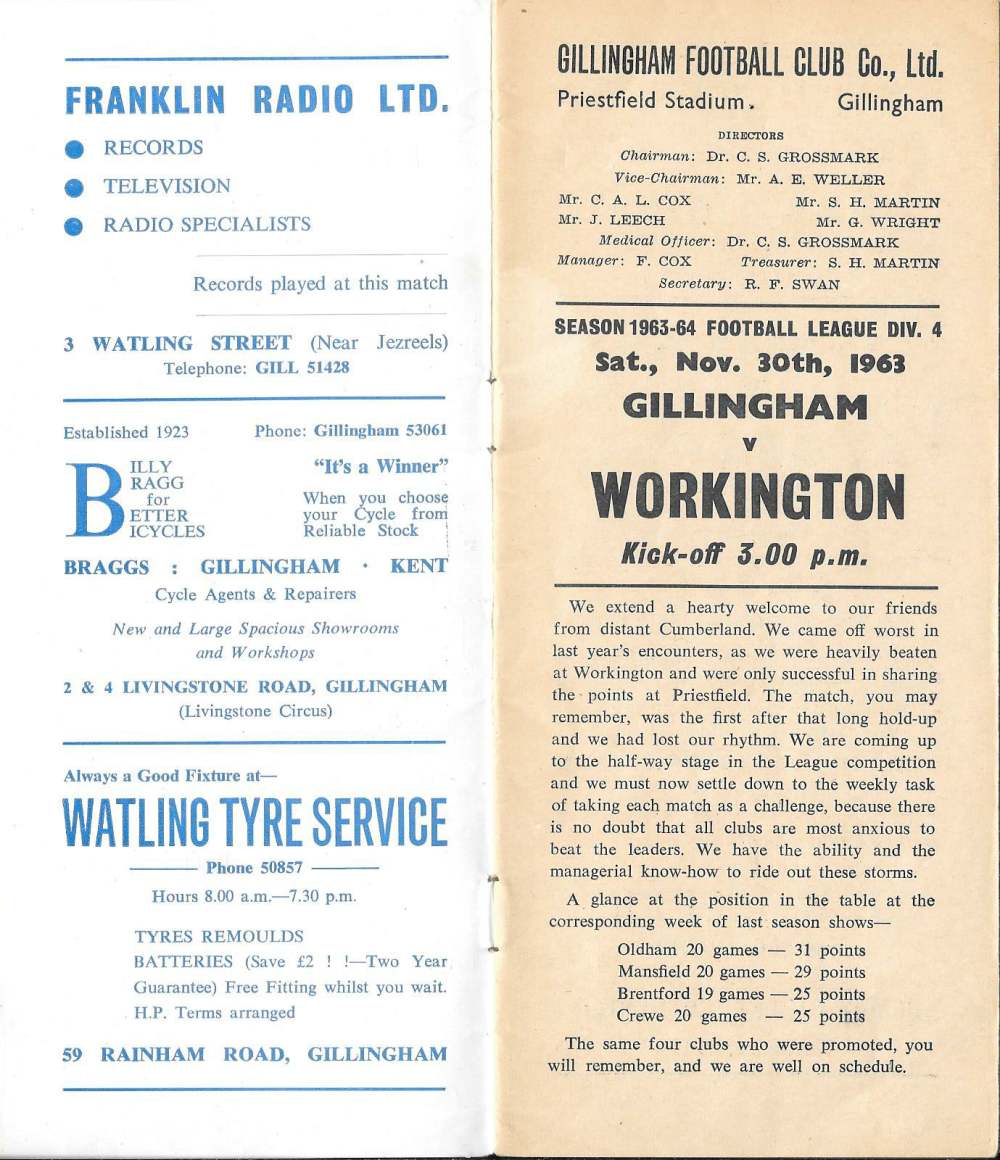 FRANKLIN RADIO LTD.
RECORDS
TELEVISION
RADIO SPECIALISTS
Records played at this match
3 WATLING STREET (Near Jezreels)
Telephone: GILL 51428
Established 1923 Phone: Gillingham 53061
BILLY
BRAGG
for
BETTER
BICYCLES
"It's a Winner"
When you choose
your Cycle from
Reliable Stock
BRAGGS : GILLINGHAM · KENT
Cycle Agents & Repairers
New and Large Spacious Showrooms
and Workshops
2 & 4 LIVINGSTONE ROAD, GILLINGHAM
(Livingstone Circus)
Always a Good Fixture at—
WATLING TYRE SERVICE
Phone 50857
Hours 8.00 a.m.—7.30 p.m.
TYRES REMOULDS
BATTERIES (Save £2 ! !—Two Year
Guarantee) Free Fitting whilst you wait.
H.P. Terms arranged
59 RAINHAM ROAD, GILLINGHAM
GILLINGHAM FOOTBALL CLUB Co., Ltd.
Priestfield Stadium. Gillingham
DIRECTORS
Chairman: Dr. C. S. GROSSMARK
Vice-Chairman: Mr. A. E. WELLER
Mr. C. A. L. COX Mr. S. H. MARTIN
Mr. J. LEECH Mr. G. WRIGHT
Medical Officer: Dr. C. S. GROSSMARK
Manager: F. COX Treasurer: S. H. MARTIN
Secretary: R. F. SWAN
SEASON 1963-64 FOOTBALL LEAGUE DIV. 4
Sat., Nov. 30th, 1963
GILLINGHAM
v
WORKINGTON
Kick-off 3.00 p.m.
We extend a hearty welcome to our friends
from distant Cumberland. We came off worst in
last year's encounters, as we were heavily beaten
at Workington and were only successful in sharing
the points at Priestfield. The match, you may
remember, was the first after that long hold-up
and we had lost our rhythm. We are coming up
to the half-way stage in the League competition
and we must now settle down to the weekly task
of taking each match as a challenge, because there
is no doubt that all clubs are most anxious to
beat the leaders. We have the ability and the
managerial know-how to ride out these storms.
A glance at the position in the table at the
corresponding week of last season shows—
Oldham 20 games — 31 points
Mansfield 20 games — 29 points
Brentford 19 games — 25 points
Crewe 20 games — 25 points
The same four clubs who were promoted, you
will remember, and we are well on schedule.